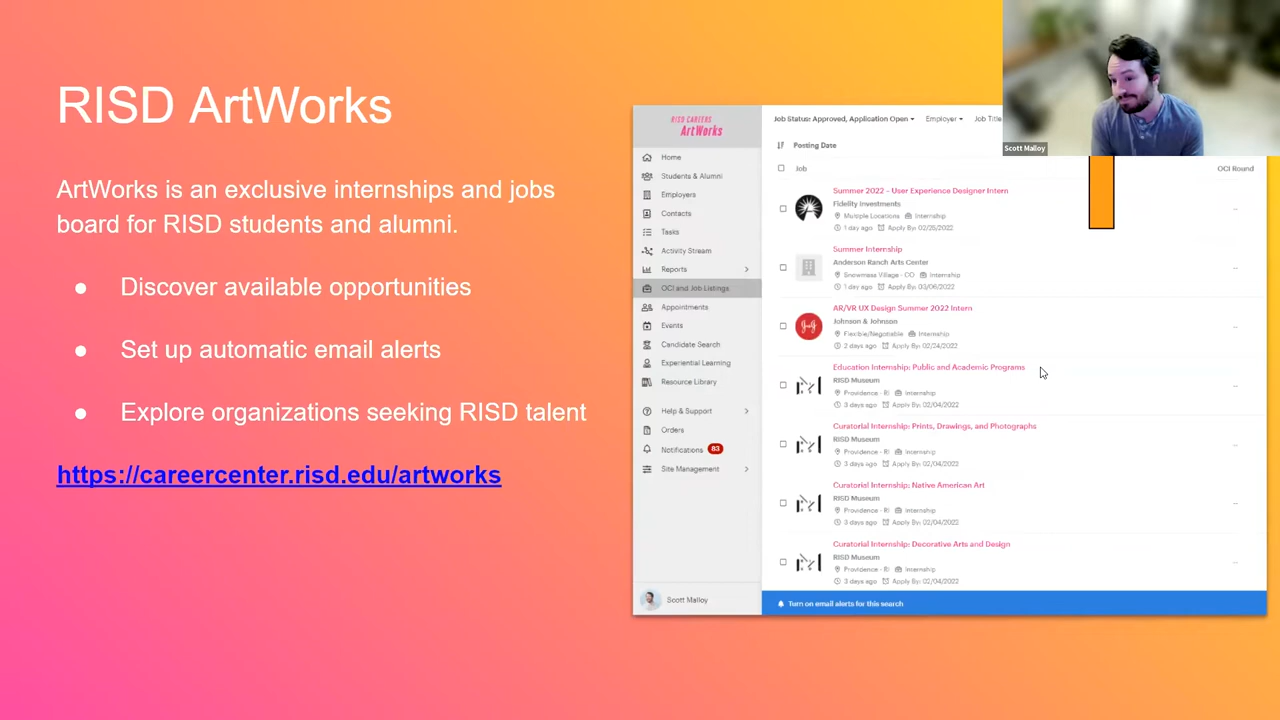 RISD ArtWorks
ArtWorks is an exclusive internships and jobs
board for RISD students and alumni.
● Discover available opportunities
● Set up automatic email alerts
● Explore organizations seeking RISD talent
https://careercenter.risd.edu/artworks
RISD CAREERS
ArtWorks
Home
Students & Alumni
Employers
Contacts
Tasks
Activity Stream
Reports
OCI and Job Listings
Appointments
Events
Candidate Search
Experiential Learning
Resource Library
Help & Support
Orders
Notifications 83
Site Management
Scott Malloy
Job Status: Approved, Application Open Employer Job Title
Posting Date
Job OCI Round
Summer 2022 - User Experience Designer Intern
Fidelity Investments
Multiple Locations Internship
1 day ago Apply By: 02/25/2022
Summer Internship
Anderson Ranch Arts Center
Snowmass Village - CO Internship
1 day ago Apply By: 03/06/2022
AR/VR UX Design Summer 2022 Intern
Johnson & Johnson
Flexible/Negotiable Internship
2 days ago Apply By: 02/24/2022
Education Internship: Public and Academic Programs
RISD Museum
Providence - RI Internship
3 days ago Apply By: 02/04/2022
Curatorial Internship: Prints, Drawings, and Photographs
RISD Museum
Providence - RI Internship
3 days ago Apply By: 02/04/2022
Curatorial Internship: Native American Art
RISD Museum
Providence - RI Internship
3 days ago Apply By: 02/04/2022
Curatorial Internship: Decorative Arts and Design
RISD Museum
Providence - RI Internship
3 days ago Apply By: 02/04/2022
Turn on email alerts for this search
Scott Malloy